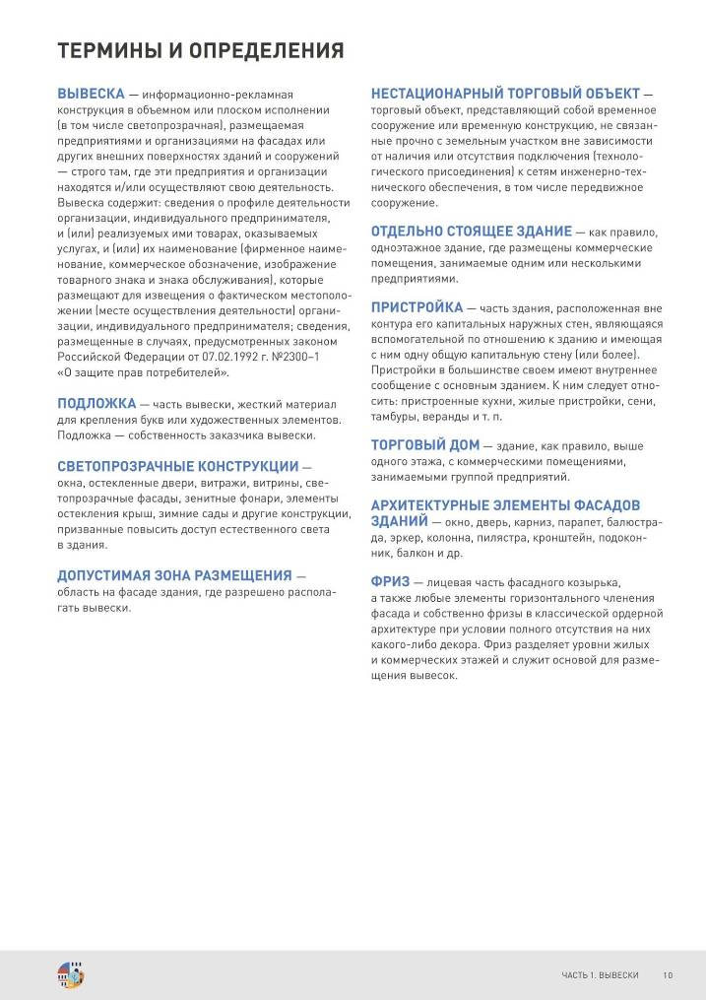 ТЕРМИНЫ И ОПРЕДЕЛЕНИЯ
ВЫВЕСКА — информационно-рекламная
конструкция в объемном или плоском исполнении
(в том числе светопрозрачная), размещаемая
предприятиями и организациями на фасадах или
других внешних поверхностях зданий и сооружений
— строго там, где эти предприятия и организации
находятся и/или осуществляют свою деятельность.
Вывеска содержит: сведения о профиле деятельности
организации, индивидуального предпринимателя,
и (или) реализуемых ими товарах, оказываемых
услугах, и (или) их наименование (фирменное наиме-
нование, коммерческое обозначение, изображение
товарного знака и знака обслуживания), которые
размещают для извещения о фактическом местополо-
жении (месте осуществления деятельности) органи-
зации, индивидуального предпринимателя; сведения,
размещенные в случаях, предусмотренных законом
Российской Федерации от 07.02.1992 г. №2300–1
«О защите прав потребителей».
ПОДЛОЖКА — часть вывески, жесткий материал
для крепления букв или художественных элементов.
Подложка — собственность заказчика вывески.
СВЕТОПРОЗРАЧНЫЕ КОНСТРУКЦИИ —
окна, остекленные двери, витражи, витрины, све-
топрозрачные фасады, зенитные фонари, элементы
остекления крыш, зимние сады и другие конструкции,
призванные повысить доступ естественного света
в здания.
ДОПУСТИМАЯ ЗОНА РАЗМЕЩЕНИЯ —
область на фасаде здания, где разрешено распола-
гать вывески.
НЕСТАЦИОНАРНЫЙ ТОРГОВЫЙ ОБЪЕКТ —
торговый объект, представляющий собой временное
сооружение или временную конструкцию, не связан-
ные прочно с земельным участком вне зависимости
от наличия или отсутствия подключения (техноло-
гического присоединения) к сетям инженерно-тех-
нического обеспечения, в том числе передвижное
сооружение.
ОТДЕЛЬНО СТОЯЩЕЕ ЗДАНИЕ — как правило,
одноэтажное здание, где размещены коммерческие
помещения, занимаемые одним или несколькими
предприятиями.
ПРИСТРОЙКА — часть здания, расположенная вне
контура его капитальных наружных стен, являющаяся
вспомогательной по отношению к зданию и имеющая
с ним одну общую капитальную стену (или более).
Пристройки в большинстве своем имеют внутреннее
сообщение с основным зданием. К ним следует отно-
сить: пристроенные кухни, жилые пристройки, сени,
тамбуры, веранды и т. п.
ТОРГОВЫЙ ДОМ — здание, как правило, выше
одного этажа, с коммерческими помещениями,
занимаемыми группой предприятий.
АРХИТЕКТУРНЫЕ ЭЛЕМЕНТЫ ФАСАДОВ
ЗДАНИЙ — окно, дверь, карниз, парапет, балюстра-
да, эркер, колонна, пилястра, кронштейн, подокон-
ник, балкон и др.
ФРИЗ — лицевая часть фасадного козырька,
а также любые элементы горизонтального членения
фасада и собственно фризы в классической ордерной
архитектуре при условии полного отсутствия на них
какого-либо декора. Фриз разделяет уровни жилых
и коммерческих этажей и служит основой для разме-
щения вывесок.
ЧАСТЬ 1. ВЫВЕСКИ 10